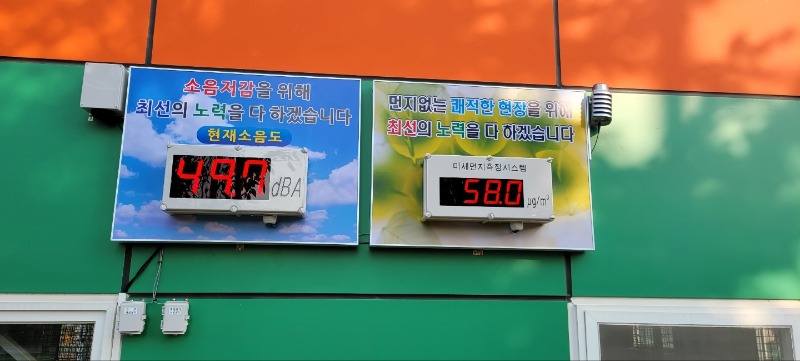 소음저감을 위해
최선의 노력을 다 하겠습니다
현재소음도
49.7 dBA
먼지없는 쾌적한 현장을 위해
최선의 노력을 다 하겠습니다
미세먼지측정시스템
58.0 μg/m³